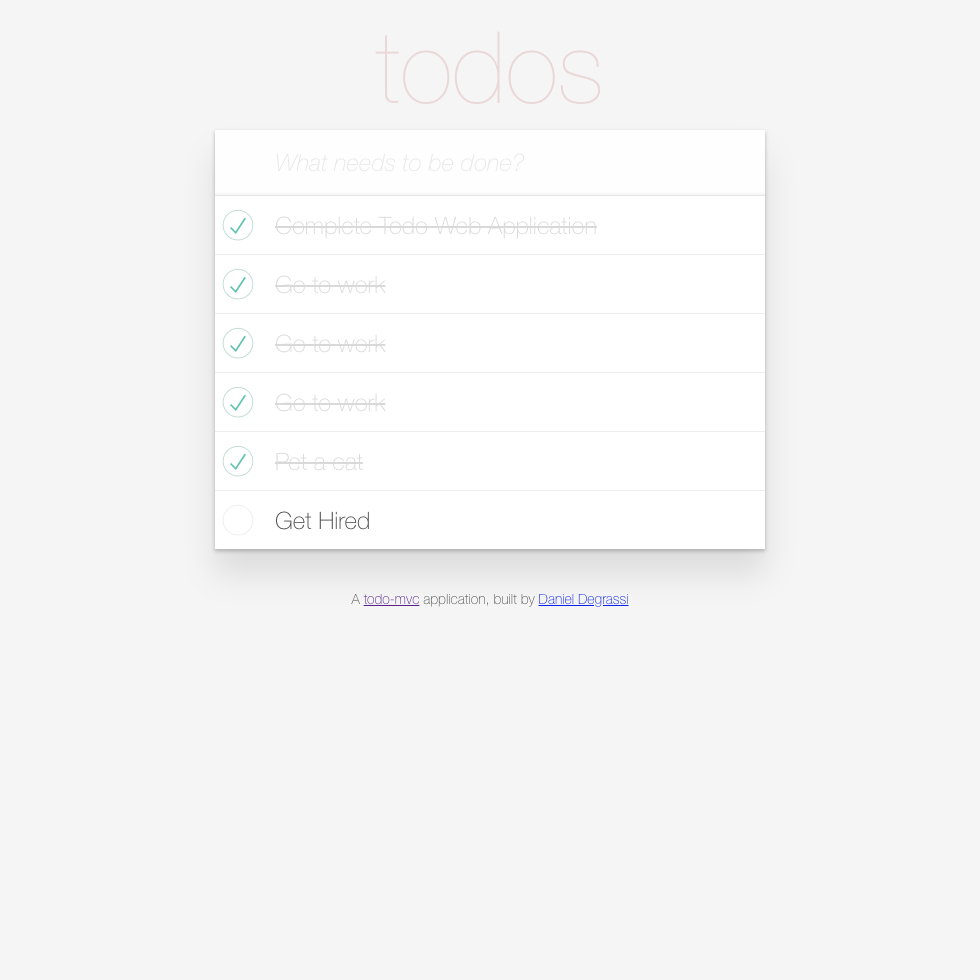 todos
What needs to be done?
Complete Todo Web Application
Go to work
Go to work
Go to work
Pet a cat
Get Hired
A todo-mvc application, built by Daniel Degrassi